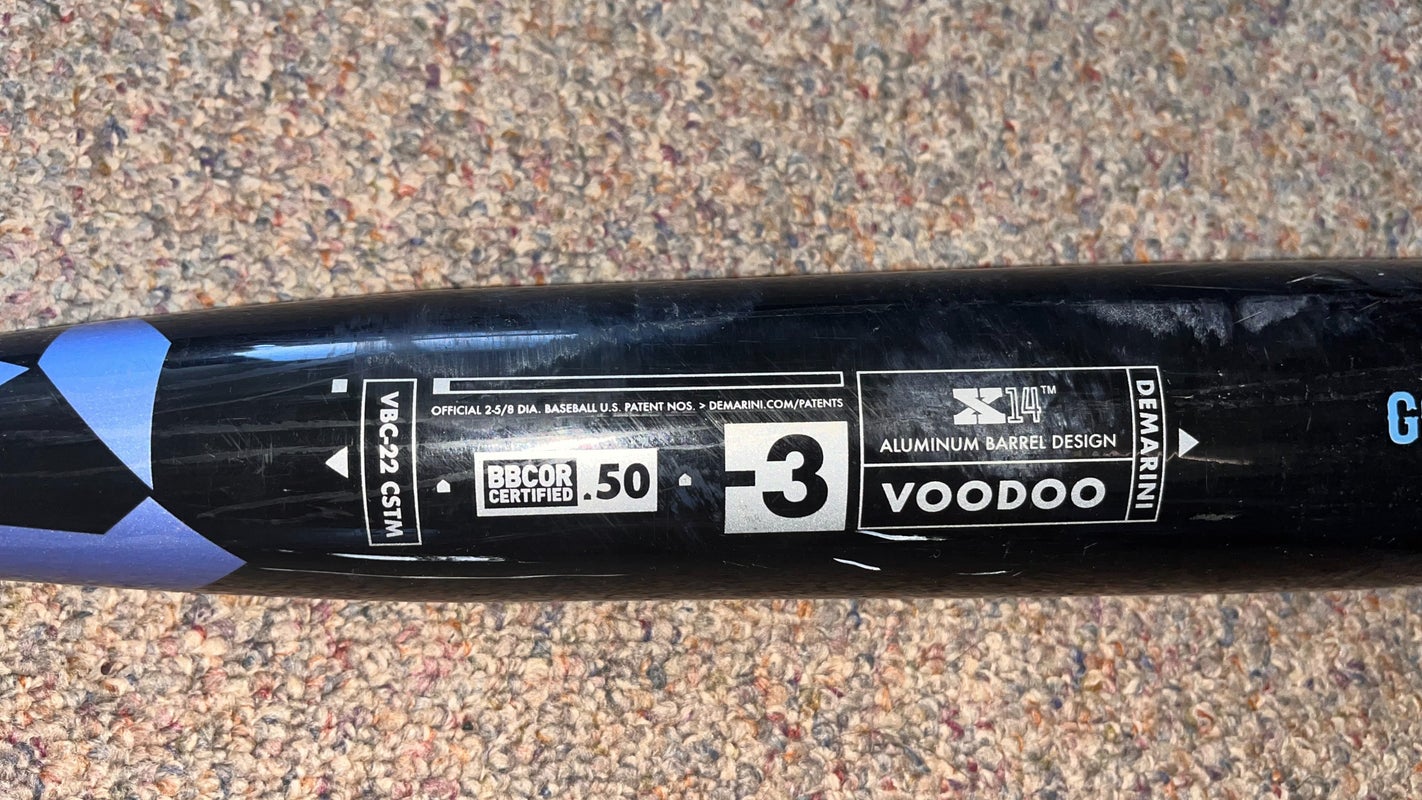 VBC-22 CSTM
OFFICIAL 2-5/8 DIA. BASEBALL U.S. PATENT NOS. > DEMARINI.COM/PATENTS
BBCOR
CERTIFIED .50
-3
X14™
ALUMINUM BARREL DESIGN
VOODOO
DEMARINI